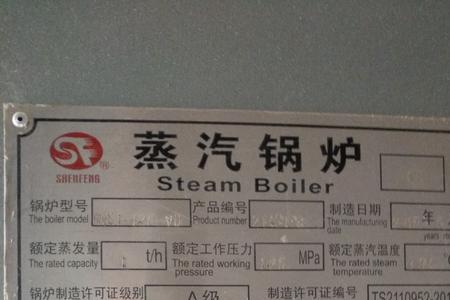 SF
SHENFENG
蒸汽锅炉
Steam Boiler
锅炉型号 产品编号 制造日期 年
The boiler model Product number The manufacturing date years
额定蒸发量 1 t/h 额定工作压力 MPa 额定蒸汽温度
The rated capacity The rated working pressure The rated steam temperature
锅炉制造许可证级别 A级 制造许可证编号 TS2110952-201